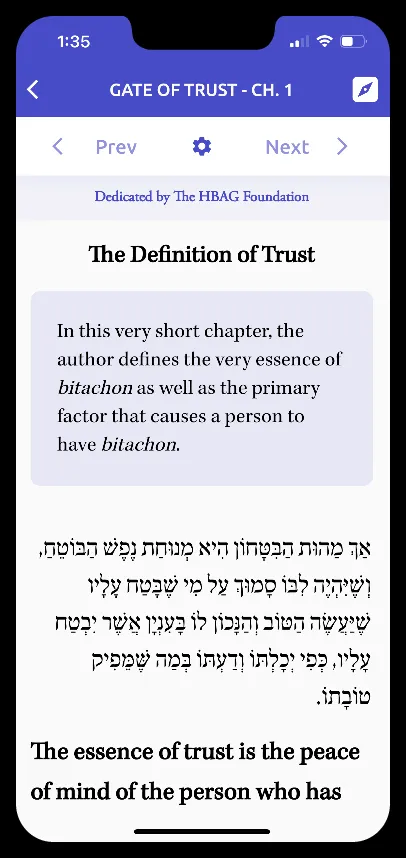 1:35
GATE OF TRUST - CH. 1
Prev
Next
Dedicated by The HBAG Foundation
The Definition of Trust
In this very short chapter, the
author defines the very essence of
bitachon as well as the primary
factor that causes a person to
have bitachon.
אַךְ מַהוּת הַבִּטָּחוֹן הִיא מְנוּחַת נֶפֶשׁ הַבּוֹטֵחַ,
וְשֶׁיִּהְיֶה לִבּוֹ סָמוּךְ עַל מִי שֶׁבָּטַח עָלָיו
שֶׁיַּעֲשֶׂה הַטּוֹב וְהַנָּכוֹן לוֹ בָּעִנְיָן אֲשֶׁר יִבְטַח
עָלָיו, כְּפִי יְכָלְתּוֹ וְדַעְתּוֹ בְּמַה שֶּׁמֵּפִיק
טוֹבָתוֹ.
The essence of trust is the peace
of mind of the person who has